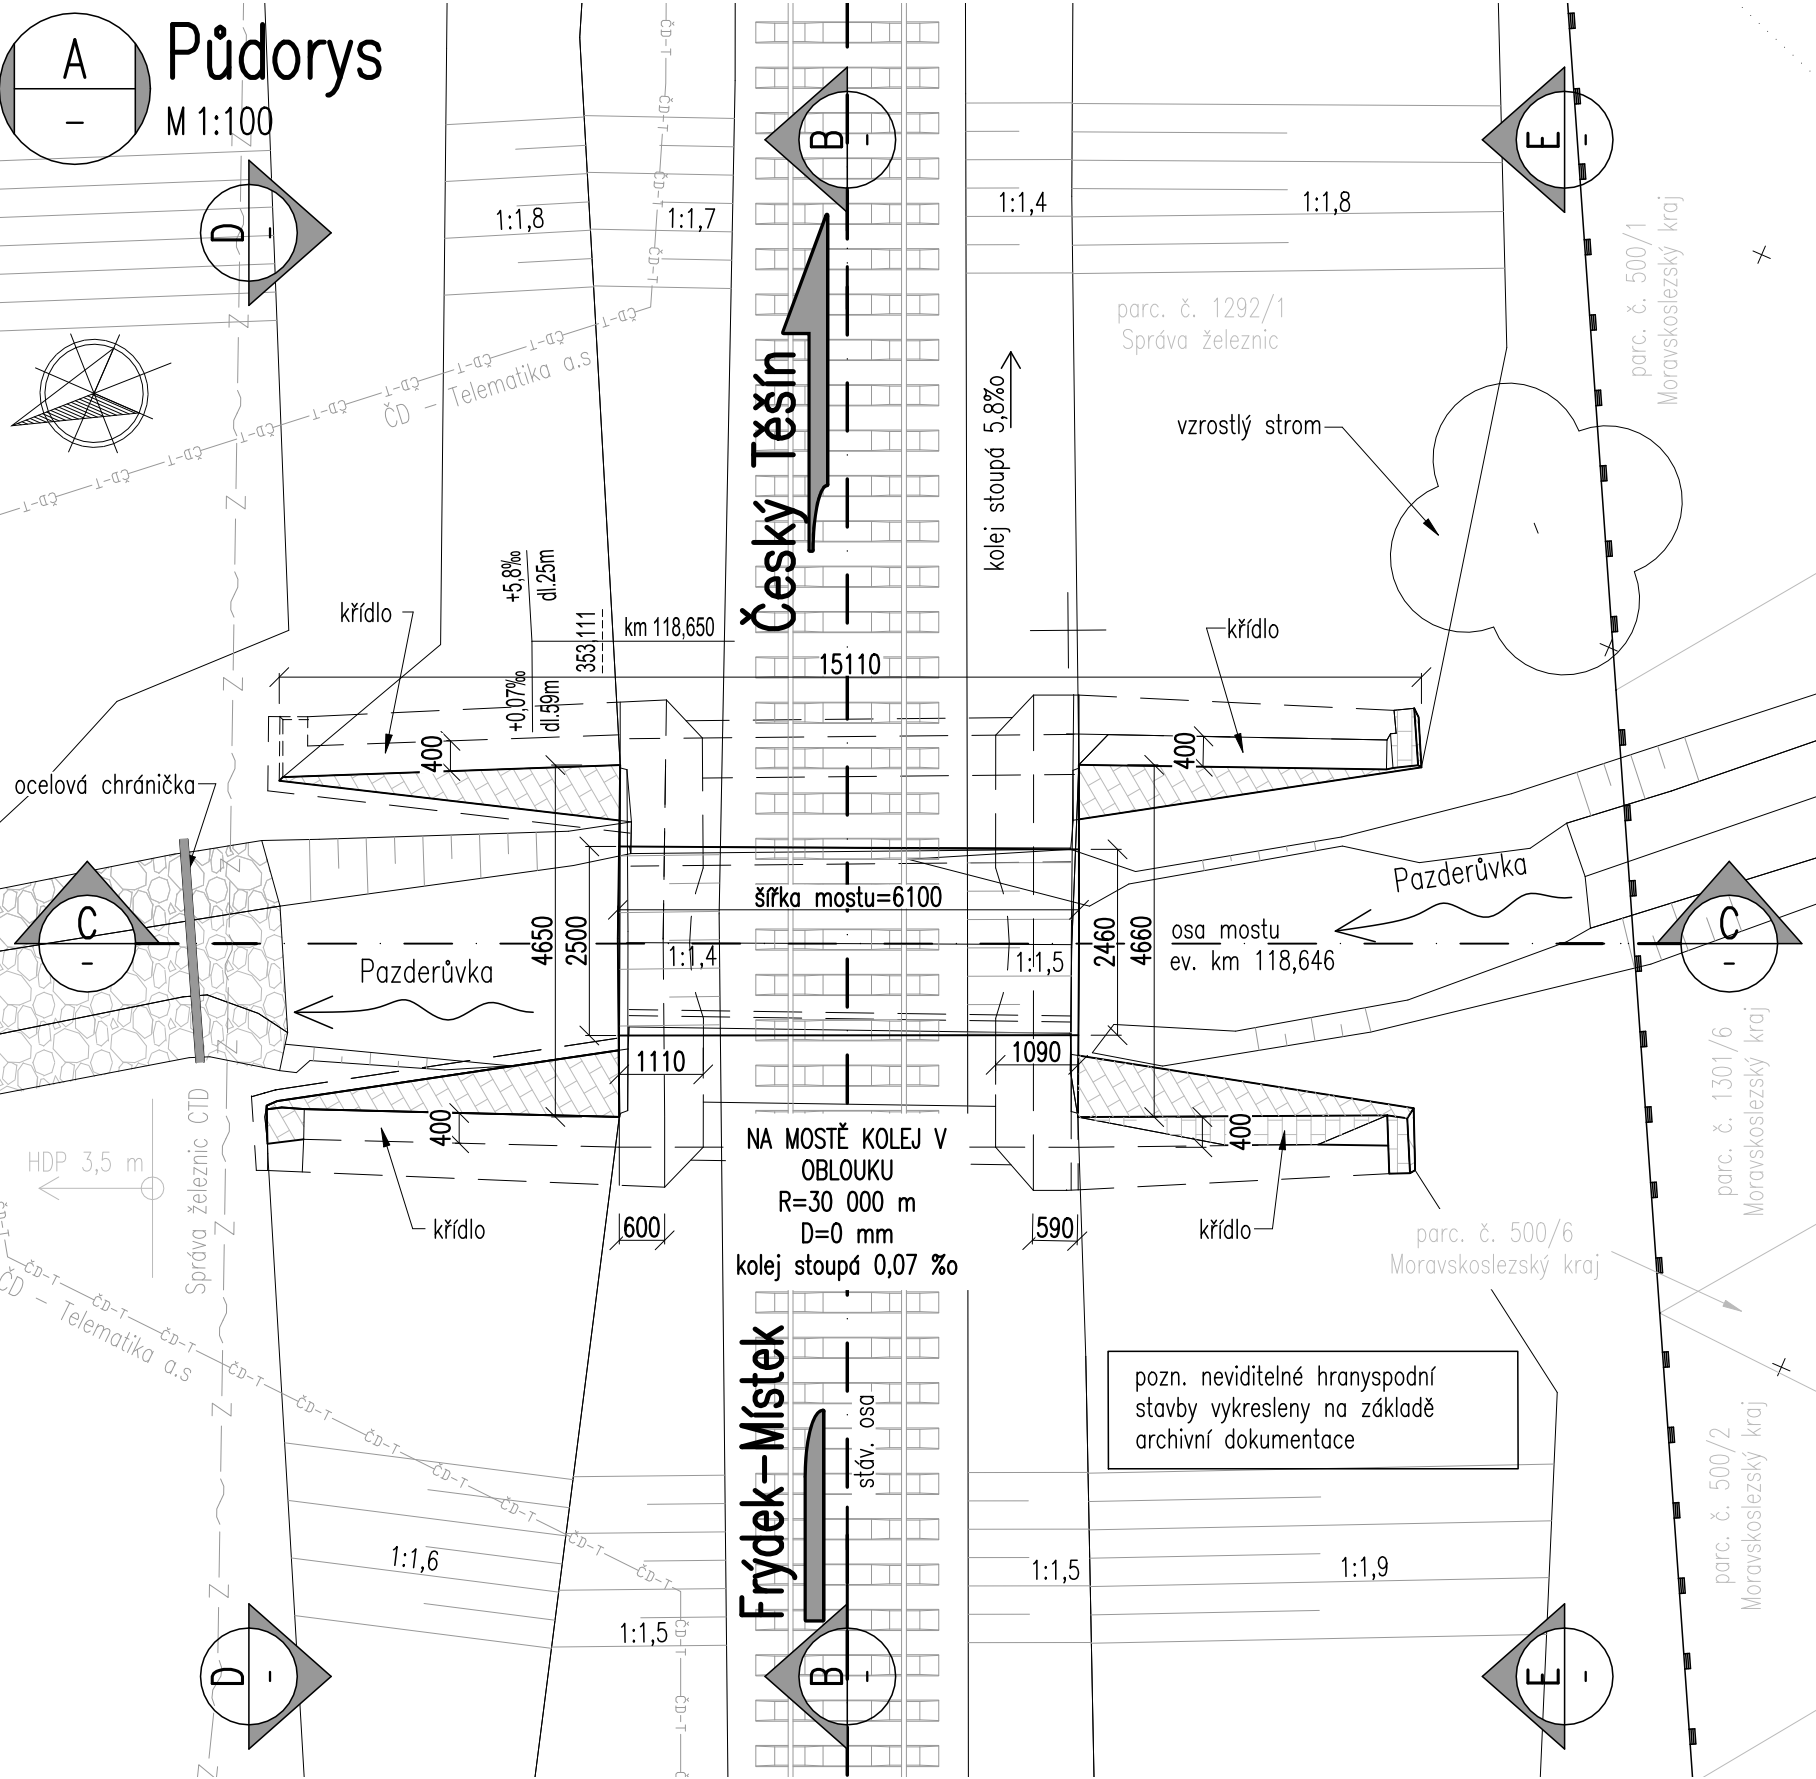 A
–
Půdorys
M 1:100
B
-
E
-
D
-
1:1,8
1:1,7
1:1,4
1:1,8
parc. č. 500/1
Moravskoslezský kraj
parc. č. 1292/1
Správa železnic
ČD – Telematika a.s
Český Těšín
kolej stoupá 5,8‰
vzrostlý strom
křídlo
+5,8‰
dl.25m
353,111
km 118,650
+0,07‰
dl.59m
křídlo
15110
400
400
ocelová chránička
Pazderůvka
šířka mostu=6100
C
-
4650
2500
1:1,4
1:1,5
2460
4660
osa mostu
ev. km 118,646
C
-
Pazderůvka
1110
1090
parc. č. 1301/6
Moravskoslezský kraj
Správa železnic CTD
HDP 3,5 m
400
400
NA MOSTĚ KOLEJ V
OBLOUKU
R=30 000 m
D=0 mm
kolej stoupá 0,07 ‰
křídlo
600
590
křídlo
parc. č. 500/6
Moravskoslezský kraj
ČD – Telematika a.s
Frýdek–Místek
stáv. osa
pozn. neviditelné hranyspodní
stavby vykresleny na základě
archivní dokumentace
parc. č. 500/2
Moravskoslezský kraj
1:1,6
1:1,5
1:1,5
1:1,9
D
-
B
-
E
-